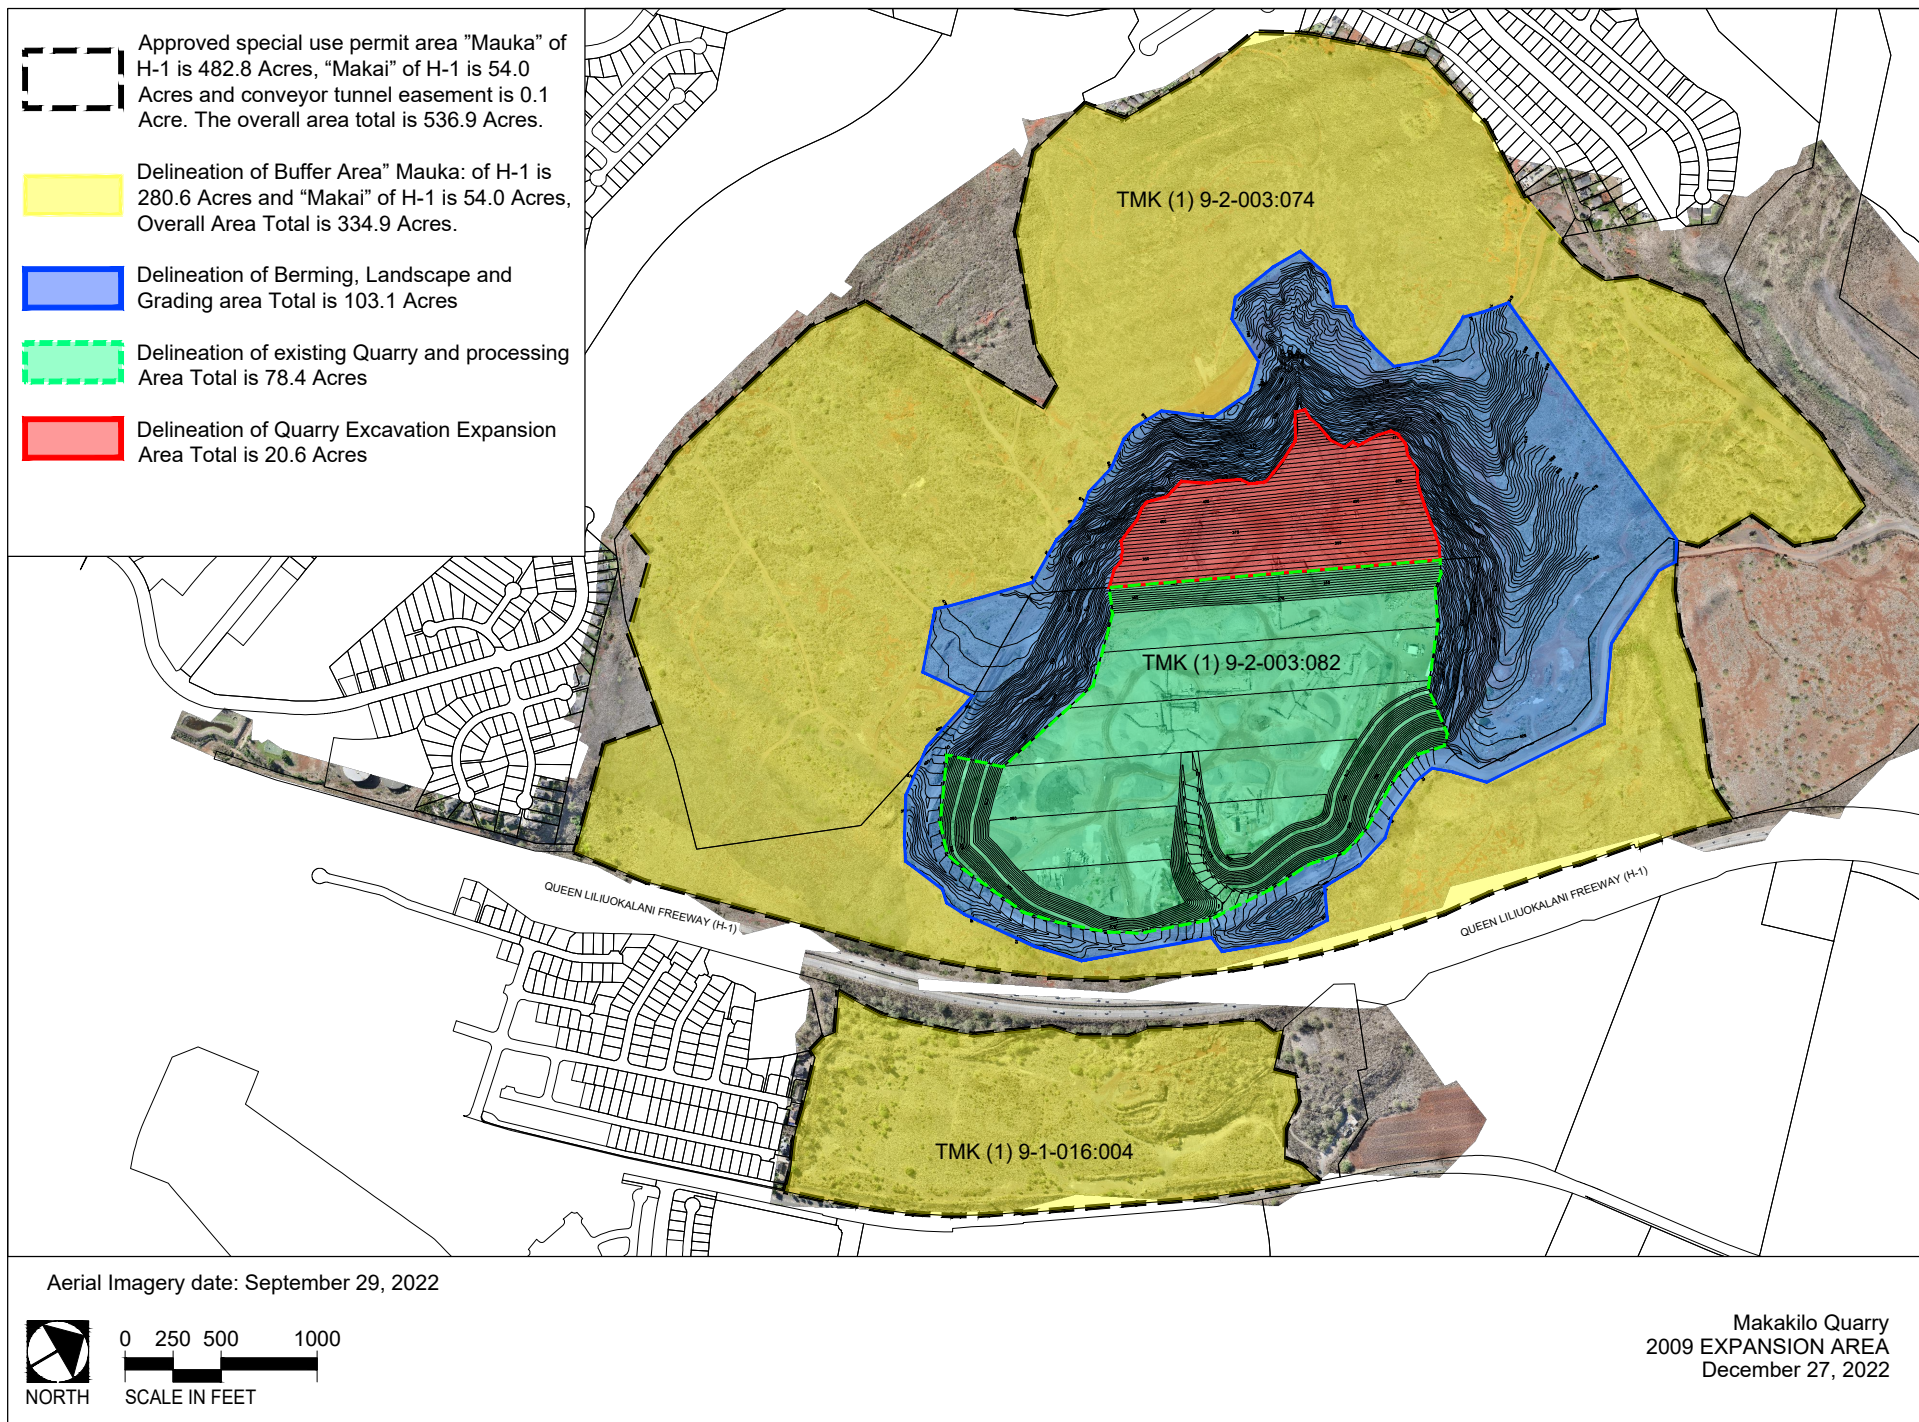 Approved special use permit area ”Mauka” of
H-1 is 482.8 Acres, “Makai” of H-1 is 54.0
Acres and conveyor tunnel easement is 0.1
Acre. The overall area total is 536.9 Acres.
Delineation of Buffer Area” Mauka: of H-1 is
280.6 Acres and “Makai” of H-1 is 54.0 Acres,
Overall Area Total is 334.9 Acres.
Delineation of Berming, Landscape and
Grading area Total is 103.1 Acres
Delineation of existing Quarry and processing
Area Total is 78.4 Acres
Delineation of Quarry Excavation Expansion
Area Total is 20.6 Acres
TMK (1) 9-2-003:074
TMK (1) 9-2-003:082
QUEEN LILIUOKALANI FREEWAY (H-1)
QUEEN LILIUOKALANI FREEWAY (H-1)
TMK (1) 9-1-016:004
Aerial Imagery date: September 29, 2022
0 250 500 1000
NORTH
SCALE IN FEET
Makakilo Quarry
2009 EXPANSION AREA
December 27, 2022